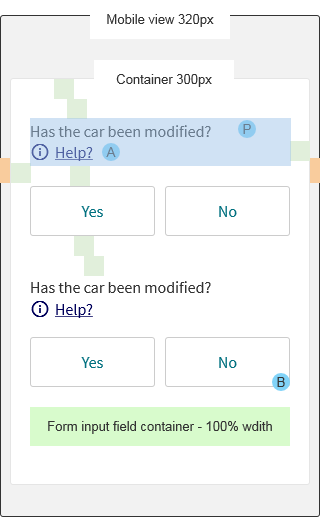 Mobile view 320px
Container 300px
Has the car been modified? P
Help? A
Yes No
Has the car been modified?
Help?
Yes No
B
Form input field container - 100% wdith